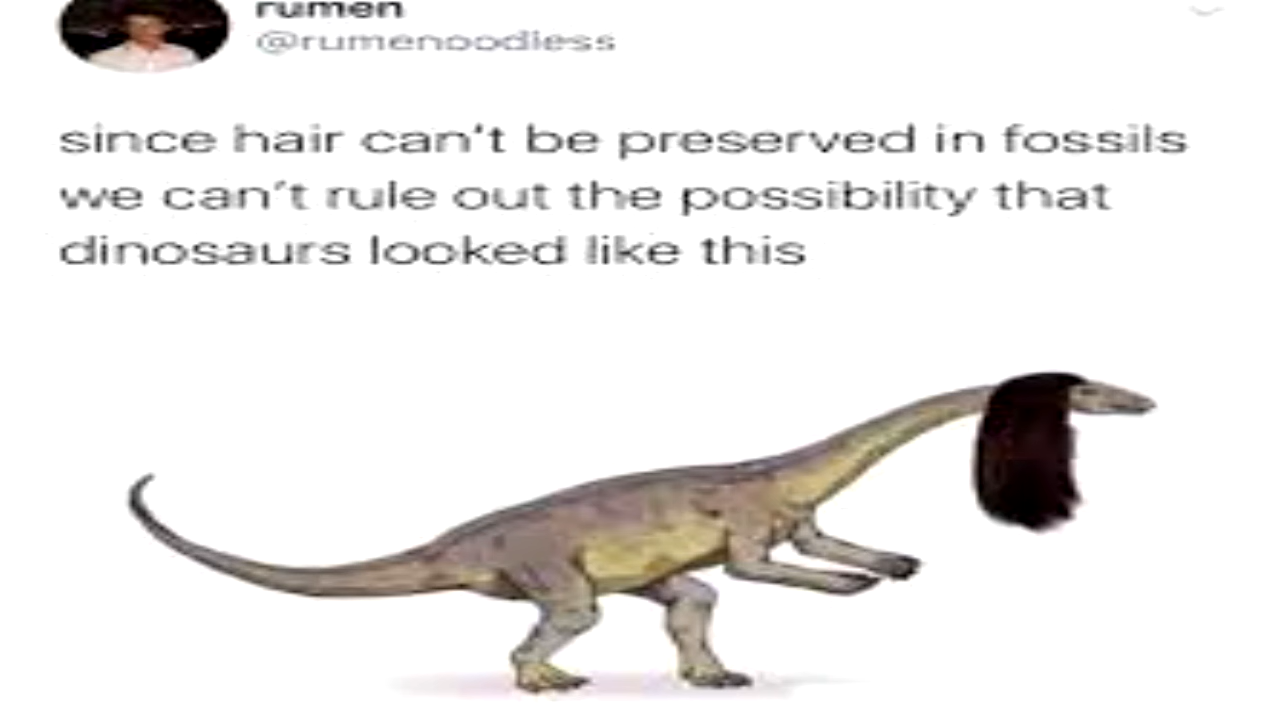 rumen
@rumenoodless
since hair can't be preserved in fossils
we can't rule out the possibility that
dinosaurs looked like this